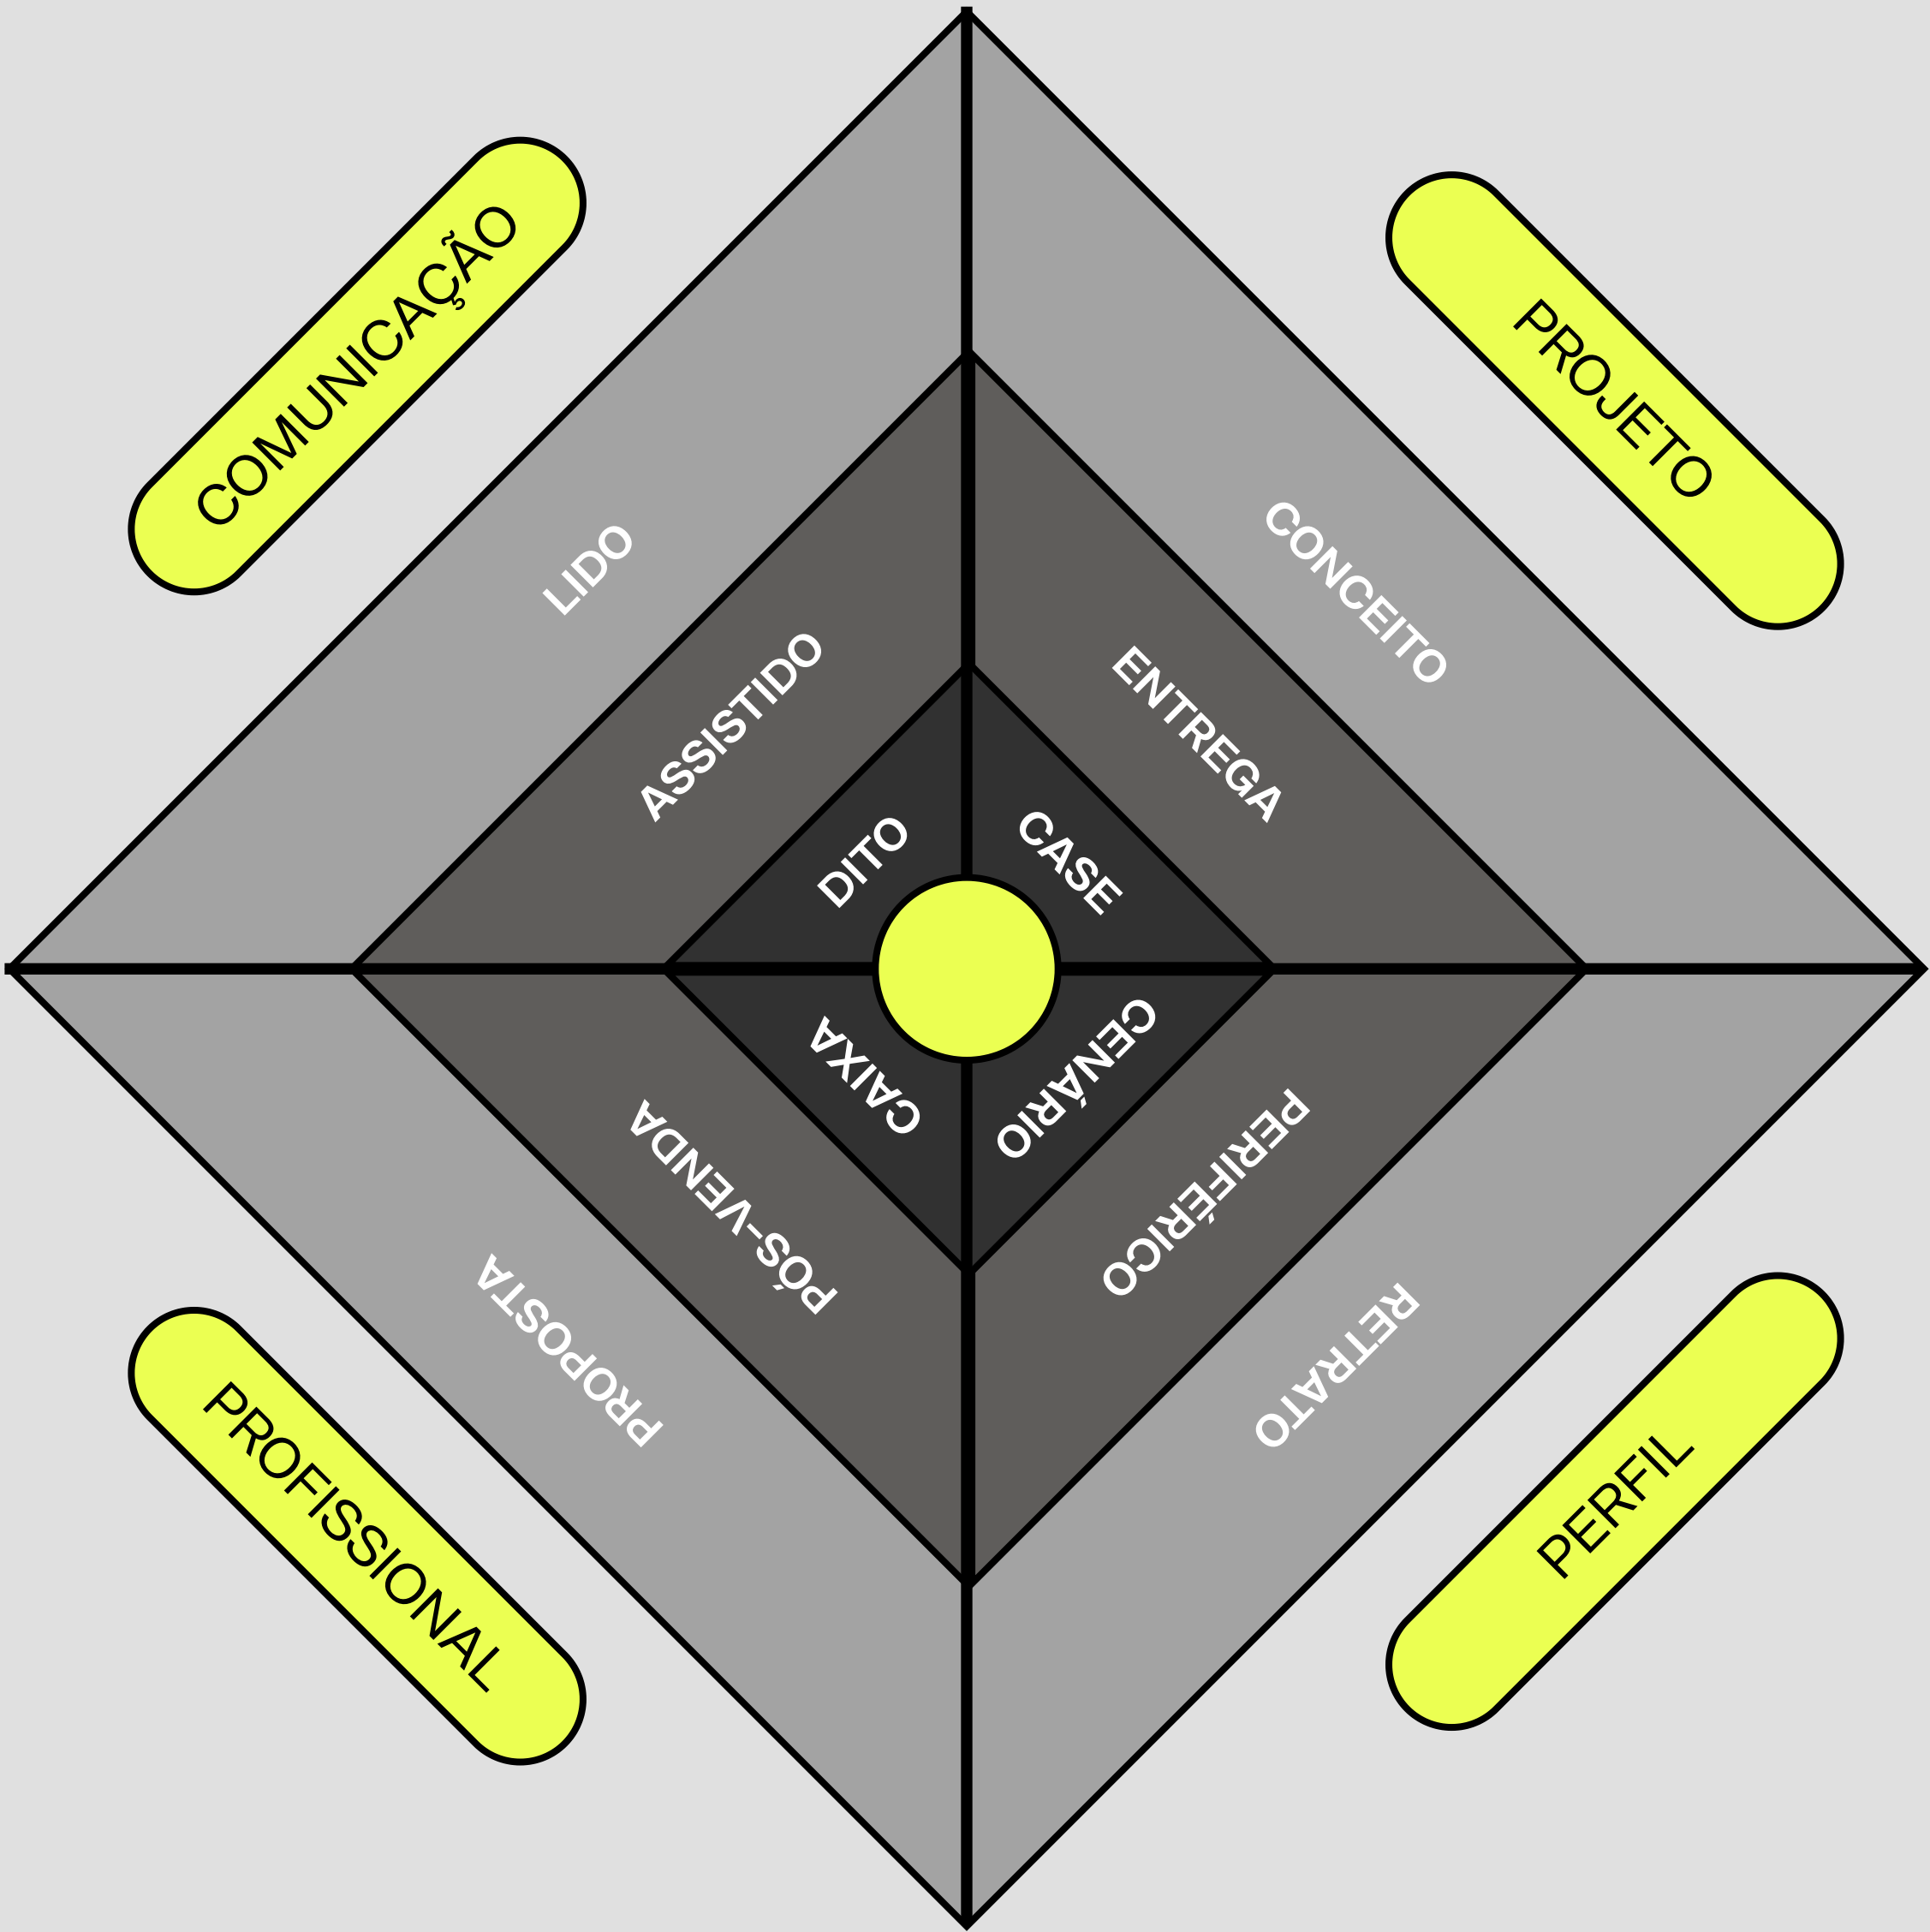 COMUNICAÇÃO
PROJETO
LIDO
CONCEITO
ASSISTIDO
ENTREGA
DITO
CASE
CAIXA
CENÁRIO
PÓS-VENDA
PERIFÉRICO
PROPOSTA
RETRATO
PROFISSIONAL
PERFIL